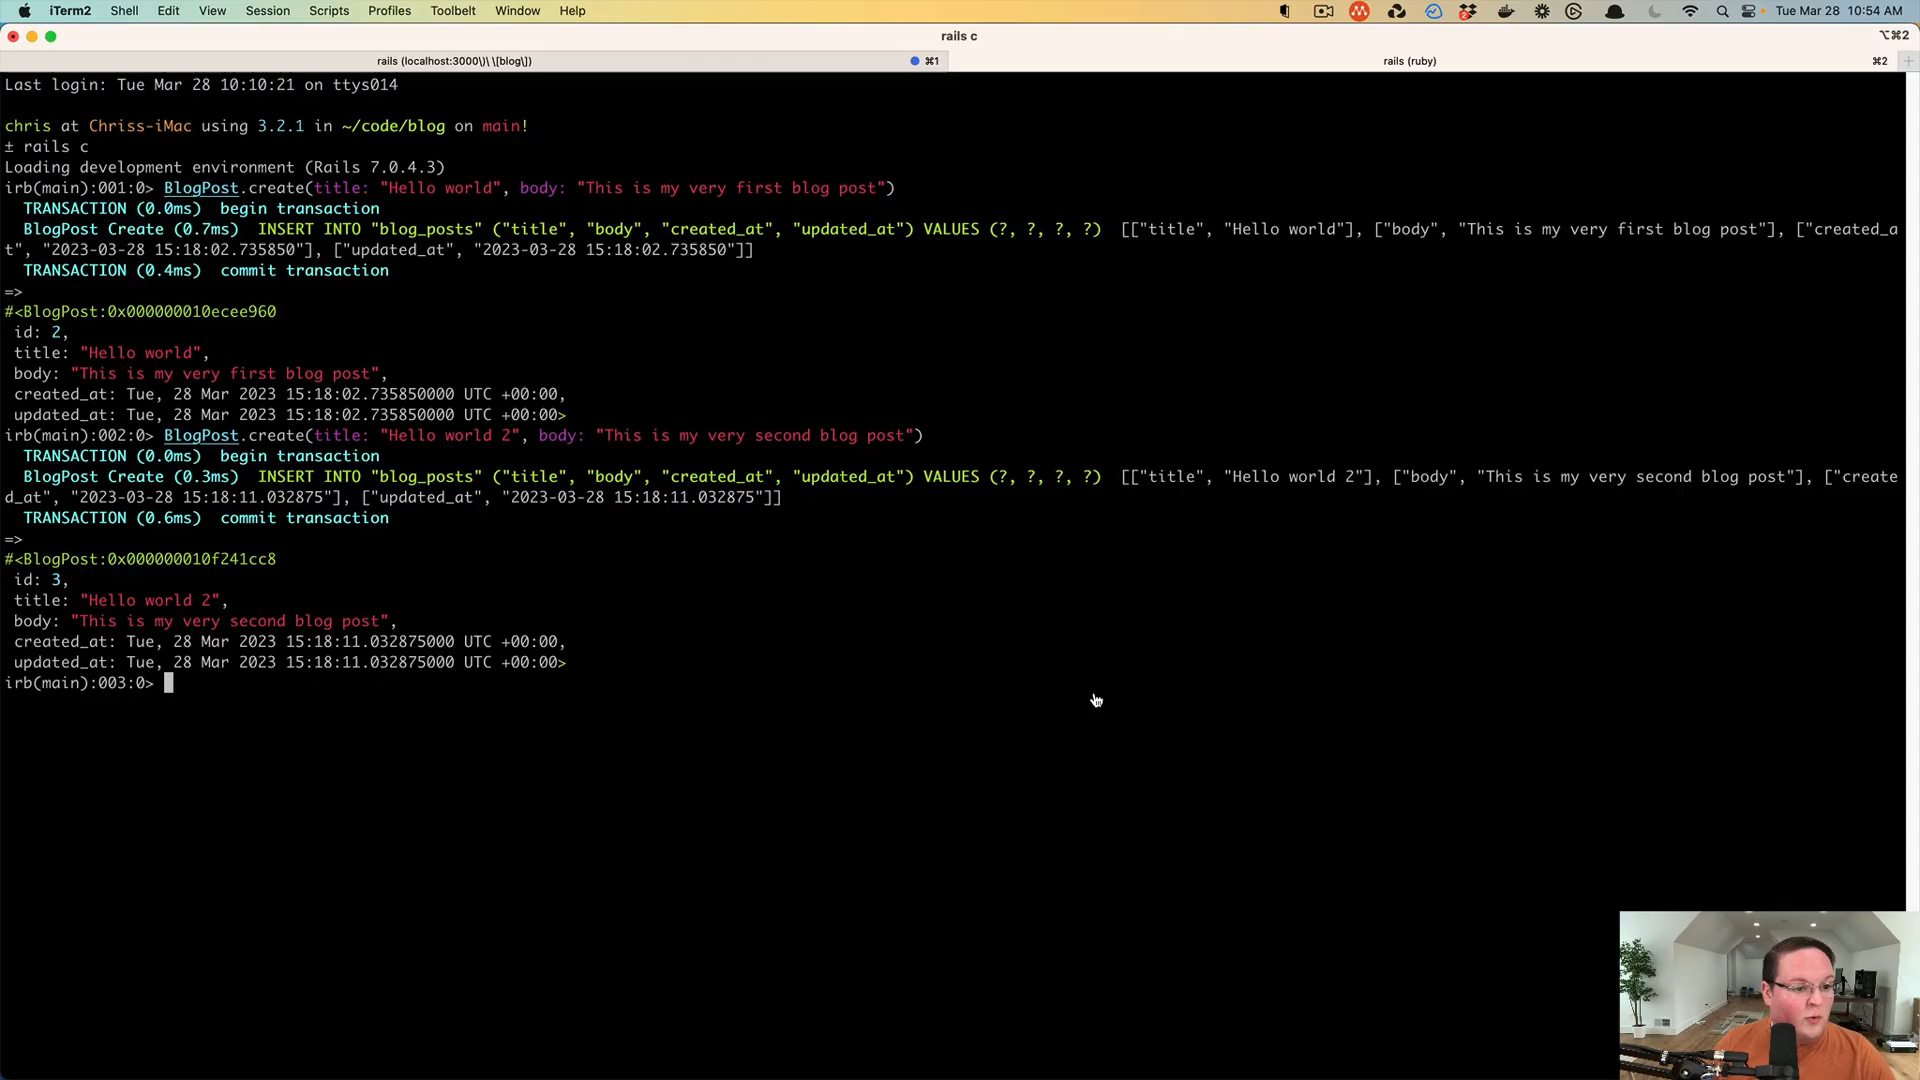 iTerm2 Shell Edit View Session Scripts Profiles Toolbelt Window Help Tue Mar 28 10:54 AM
rails c ⌥⌘2
rails (localhost:3000\)\ \[blog\]) ⌘1 rails (ruby) ⌘2
Last login: Tue Mar 28 10:10:21 on ttys014
chris at Chriss-iMac using 3.2.1 in ~/code/blog on main!
± rails c
Loading development environment (Rails 7.0.4.3)
irb(main):001:0> BlogPost.create(title: "Hello world", body: "This is my very first blog post")
TRANSACTION (0.0ms) begin transaction
BlogPost Create (0.7ms) INSERT INTO "blog_posts" ("title", "body", "created_at", "updated_at") VALUES (?, ?, ?, ?) [["title", "Hello world"], ["body", "This is my very first blog post"], ["created_a
t", "2023-03-28 15:18:02.735850"], ["updated_at", "2023-03-28 15:18:02.735850"]]
TRANSACTION (0.4ms) commit transaction
=>
#<BlogPost:0x000000010ecee960
id: 2,
title: "Hello world",
body: "This is my very first blog post",
created_at: Tue, 28 Mar 2023 15:18:02.735850000 UTC +00:00,
updated_at: Tue, 28 Mar 2023 15:18:02.735850000 UTC +00:00>
irb(main):002:0> BlogPost.create(title: "Hello world 2", body: "This is my very second blog post")
TRANSACTION (0.0ms) begin transaction
BlogPost Create (0.3ms) INSERT INTO "blog_posts" ("title", "body", "created_at", "updated_at") VALUES (?, ?, ?, ?) [["title", "Hello world 2"], ["body", "This is my very second blog post"], ["create
d_at", "2023-03-28 15:18:11.032875"], ["updated_at", "2023-03-28 15:18:11.032875"]]
TRANSACTION (0.6ms) commit transaction
=>
#<BlogPost:0x000000010f241cc8
id: 3,
title: "Hello world 2",
body: "This is my very second blog post",
created_at: Tue, 28 Mar 2023 15:18:11.032875000 UTC +00:00,
updated_at: Tue, 28 Mar 2023 15:18:11.032875000 UTC +00:00>
irb(main):003:0>